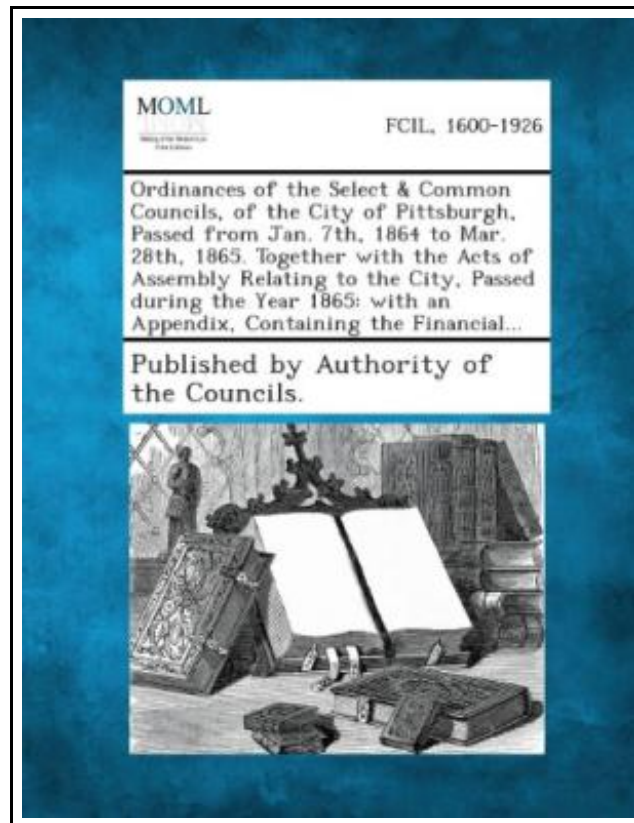 MOML
FCIL, 1600-1926
Ordinances of the Select & Common
Councils, of the City of Pittsburgh,
Passed from Jan. 7th, 1864 to Mar.
28th, 1865. Together with the Acts of
Assembly Relating to the City, Passed
during the Year 1865: with an
Appendix, Containing the Financial...
Published by Authority of
the Councils.